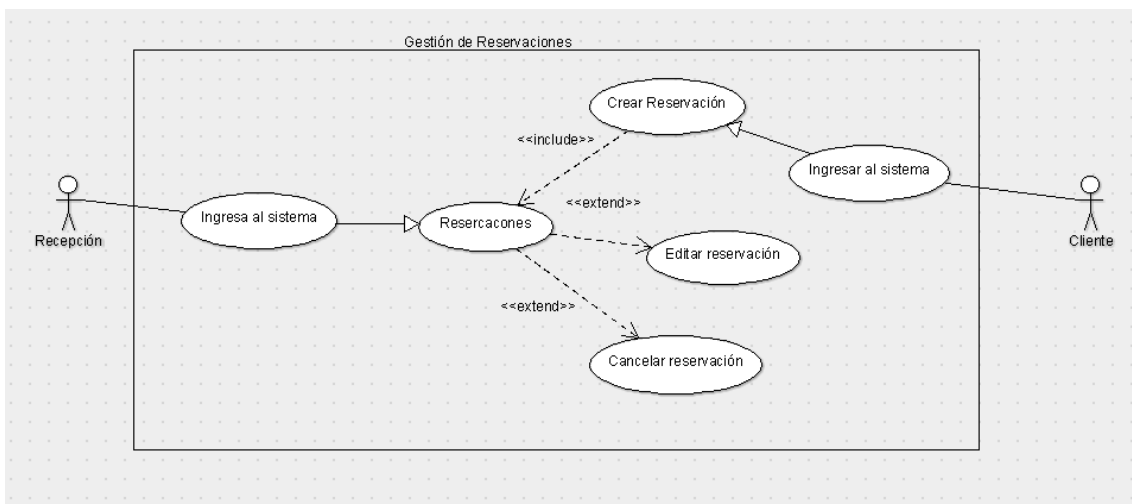 Gestión de Reservaciones
Crear Reservación
<<include>>
Ingresar al sistema
<<extend>>
Ingresa al sistema
Resercacones
Recepción
Cliente
Editar reservación
<<extend>>
Cancelar reservación